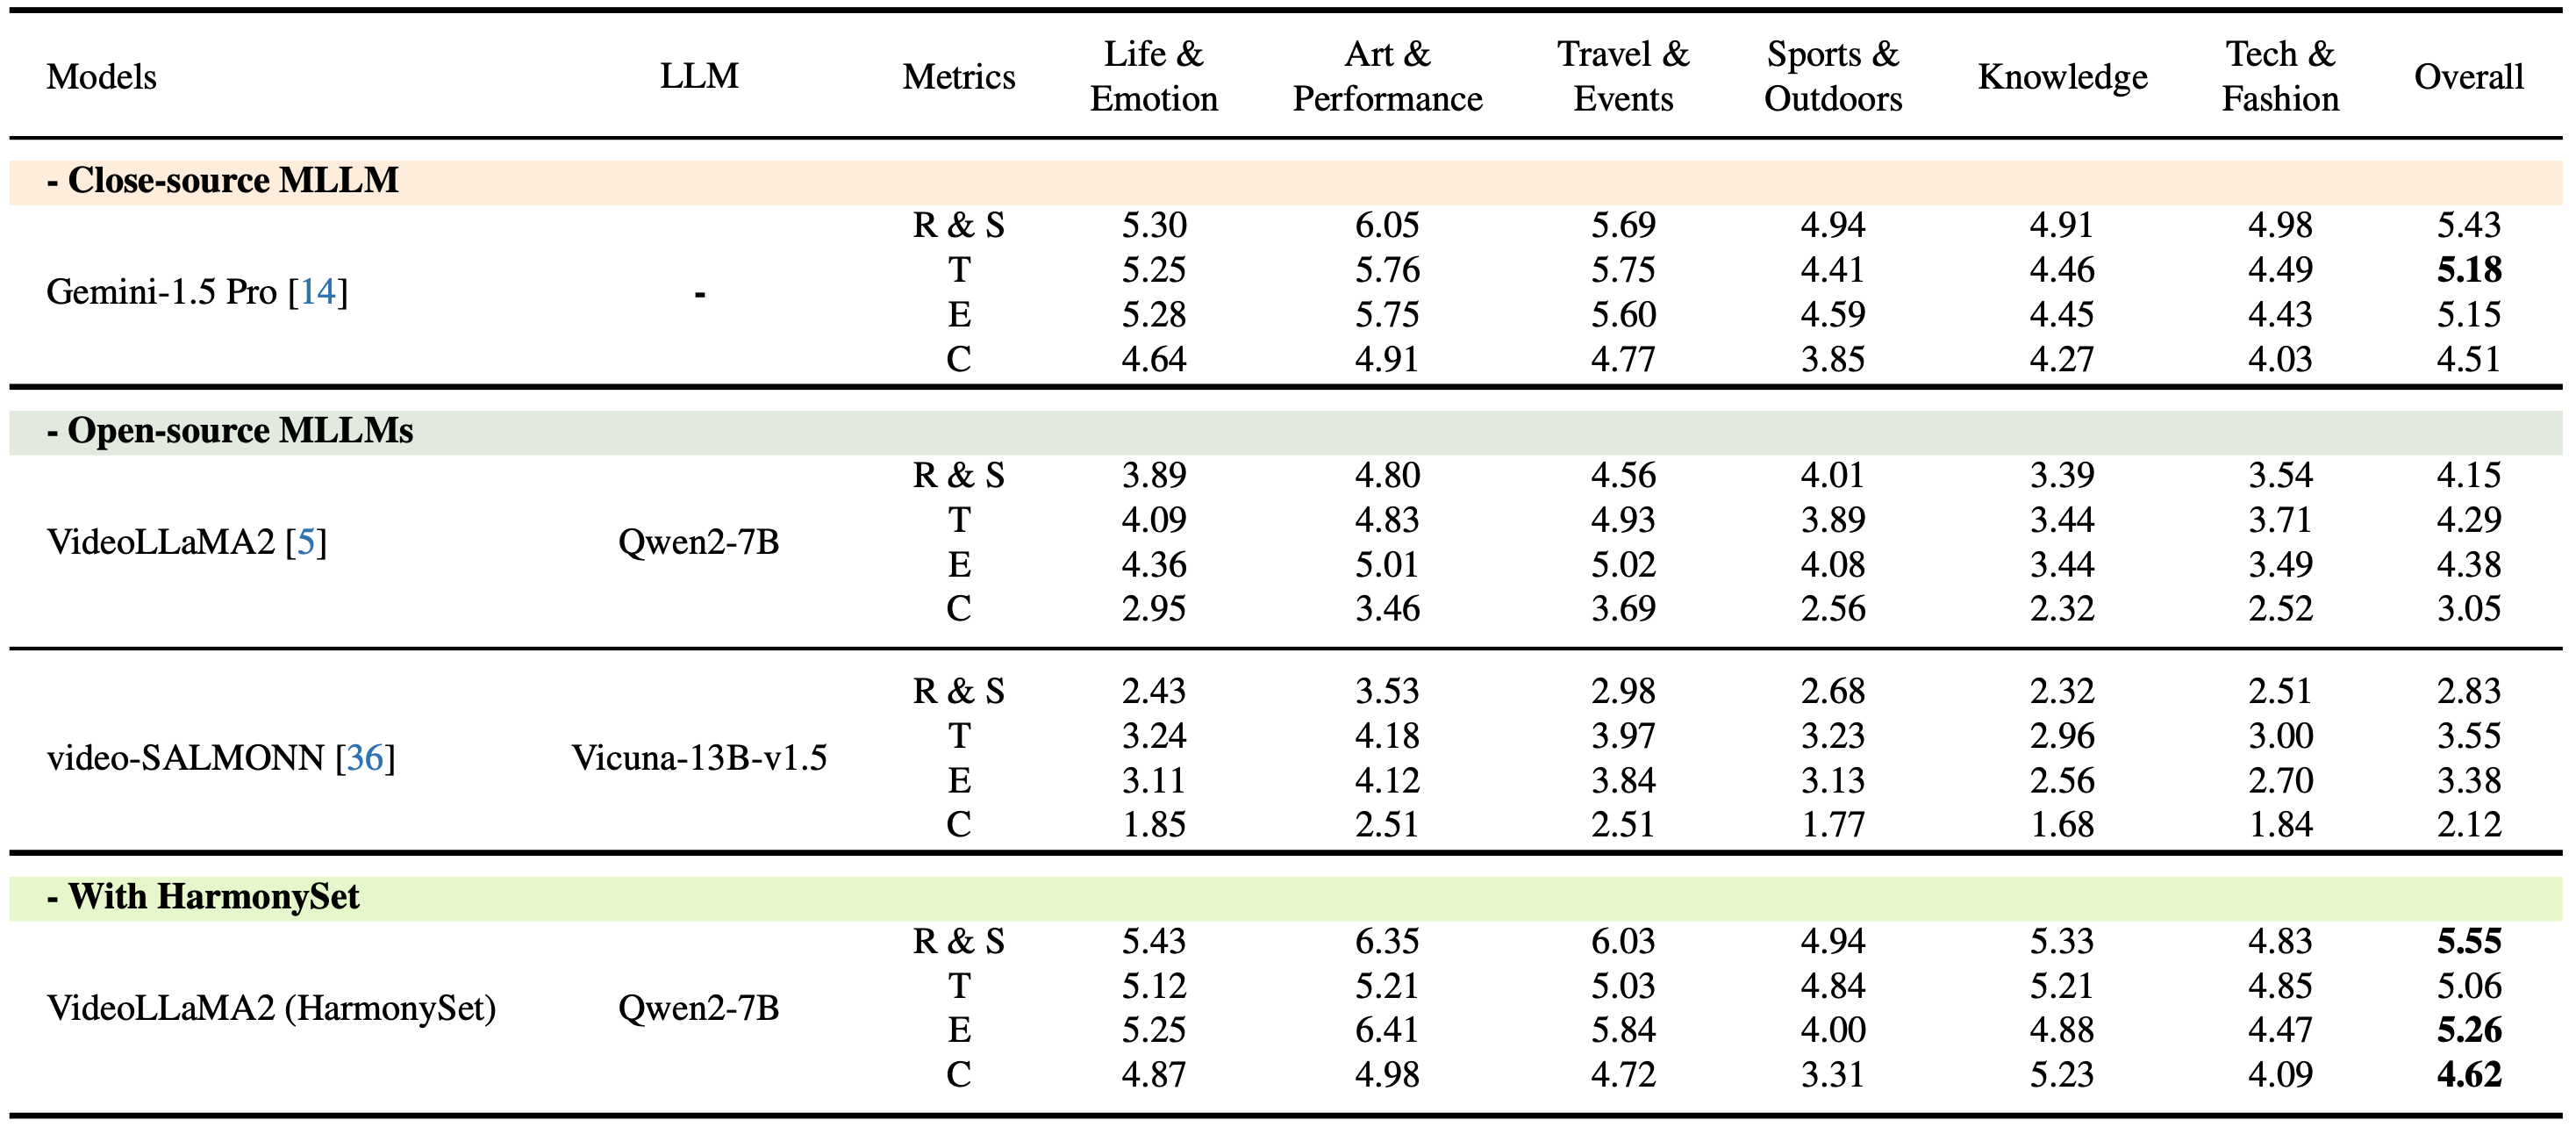 Models LLM Metrics Life & Emotion Art & Performance Travel & Events Sports & Outdoors Knowledge Tech & Fashion Overall
- Close-source MLLM
Gemini-1.5 Pro [14] - R & S 5.30 6.05 5.69 4.94 4.91 4.98 5.43
T 5.25 5.76 5.75 4.41 4.46 4.49 5.18
E 5.28 5.75 5.60 4.59 4.45 4.43 5.15
C 4.64 4.91 4.77 3.85 4.27 4.03 4.51
- Open-source MLLMs
VideoLLaMA2 [5] Qwen2-7B R & S 3.89 4.80 4.56 4.01 3.39 3.54 4.15
T 4.09 4.83 4.93 3.89 3.44 3.71 4.29
E 4.36 5.01 5.02 4.08 3.44 3.49 4.38
C 2.95 3.46 3.69 2.56 2.32 2.52 3.05
video-SALMONN [36] Vicuna-13B-v1.5 R & S 2.43 3.53 2.98 2.68 2.32 2.51 2.83
T 3.24 4.18 3.97 3.23 2.96 3.00 3.55
E 3.11 4.12 3.84 3.13 2.56 2.70 3.38
C 1.85 2.51 2.51 1.77 1.68 1.84 2.12
- With HarmonySet
VideoLLaMA2 (HarmonySet) Qwen2-7B R & S 5.43 6.35 6.03 4.94 5.33 4.83 5.55
T 5.12 5.21 5.03 4.84 5.21 4.85 5.06
E 5.25 6.41 5.84 4.00 4.88 4.47 5.26
C 4.87 4.98 4.72 3.31 5.23 4.09 4.62